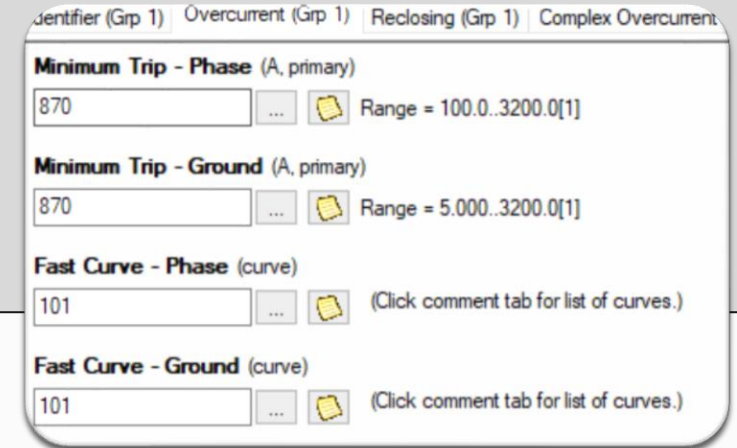 Identifier (Grp 1) Overcurrent (Grp 1) Reclosing (Grp 1) Complex Overcurrent
Minimum Trip - Phase (A, primary)
870 ... Range = 100.0..3200.0[1]
Minimum Trip - Ground (A, primary)
870 ... Range = 5.000..3200.0[1]
Fast Curve - Phase (curve)
101 ... (Click comment tab for list of curves.)
Fast Curve - Ground (curve)
101 ... (Click comment tab for list of curves.)